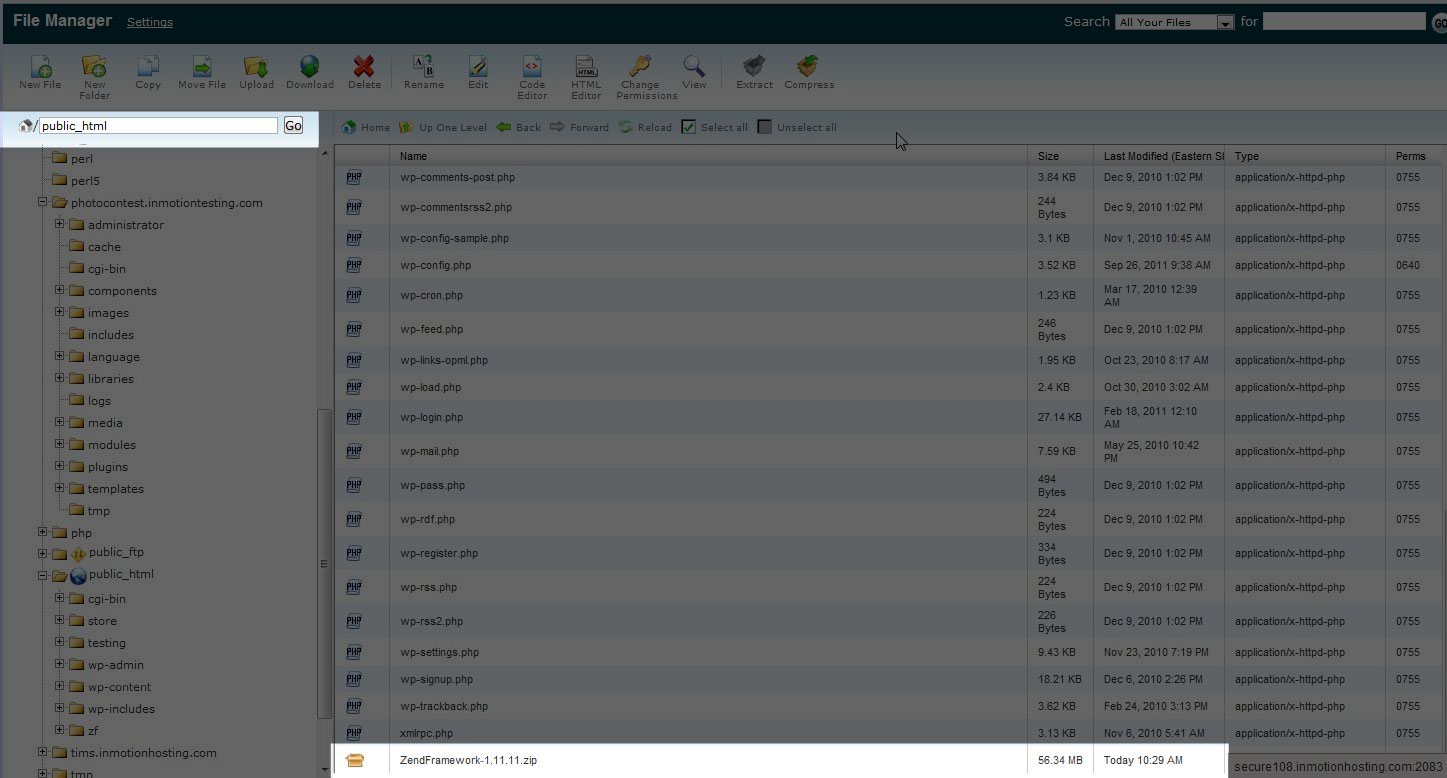 File Manager Settings
Search All Your Files for Go
New File
New Folder
Copy
Move File
Upload
Download
Delete
Rename
Edit
Code Editor
HTML Editor
Change Permissions
View
Extract
Compress
/ public_html Go
Home Up One Level Back Forward Reload Select all Unselect all
perl
perl5
photocontest.inmotiontesting.com
administrator
cache
cgi-bin
components
images
includes
language
libraries
logs
media
modules
plugins
templates
tmp
php
public_ftp
public_html
cgi-bin
store
testing
wp-admin
wp-content
wp-includes
zf
tims.inmotionhosting.com
tmp
Name Size Last Modified (Eastern St Type Perms
wp-comments-post.php 3.84 KB Dec 9, 2010 1:02 PM application/x-httpd-php 0755
wp-commentsrss2.php 244 Bytes Dec 9, 2010 1:02 PM application/x-httpd-php 0755
wp-config-sample.php 3.1 KB Nov 1, 2010 10:45 AM application/x-httpd-php 0755
wp-config.php 3.52 KB Sep 26, 2011 9:38 AM application/x-httpd-php 0640
wp-cron.php 1.23 KB Mar 17, 2010 12:39 AM application/x-httpd-php 0755
wp-feed.php 246 Bytes Dec 9, 2010 1:02 PM application/x-httpd-php 0755
wp-links-opml.php 1.95 KB Oct 23, 2010 8:17 AM application/x-httpd-php 0755
wp-load.php 2.4 KB Oct 30, 2010 3:02 AM application/x-httpd-php 0755
wp-login.php 27.14 KB Feb 18, 2011 12:10 AM application/x-httpd-php 0755
wp-mail.php 7.59 KB May 25, 2010 10:42 PM application/x-httpd-php 0755
wp-pass.php 494 Bytes Dec 9, 2010 1:02 PM application/x-httpd-php 0755
wp-rdf.php 224 Bytes Dec 9, 2010 1:02 PM application/x-httpd-php 0755
wp-register.php 334 Bytes Dec 9, 2010 1:02 PM application/x-httpd-php 0755
wp-rss.php 224 Bytes Dec 9, 2010 1:02 PM application/x-httpd-php 0755
wp-rss2.php 226 Bytes Dec 9, 2010 1:02 PM application/x-httpd-php 0755
wp-settings.php 9.43 KB Nov 23, 2010 7:19 PM application/x-httpd-php 0755
wp-signup.php 18.21 KB Dec 6, 2010 2:26 PM application/x-httpd-php 0755
wp-trackback.php 3.62 KB Feb 24, 2010 3:13 PM application/x-httpd-php 0755
xmlrpc.php 3.13 KB Nov 6, 2010 5:41 AM application/x-httpd-php 0755
ZendFramework-1.11.11.zip 56.34 MB Today 10:29 AM
secure108.inmotionhosting.com:2083